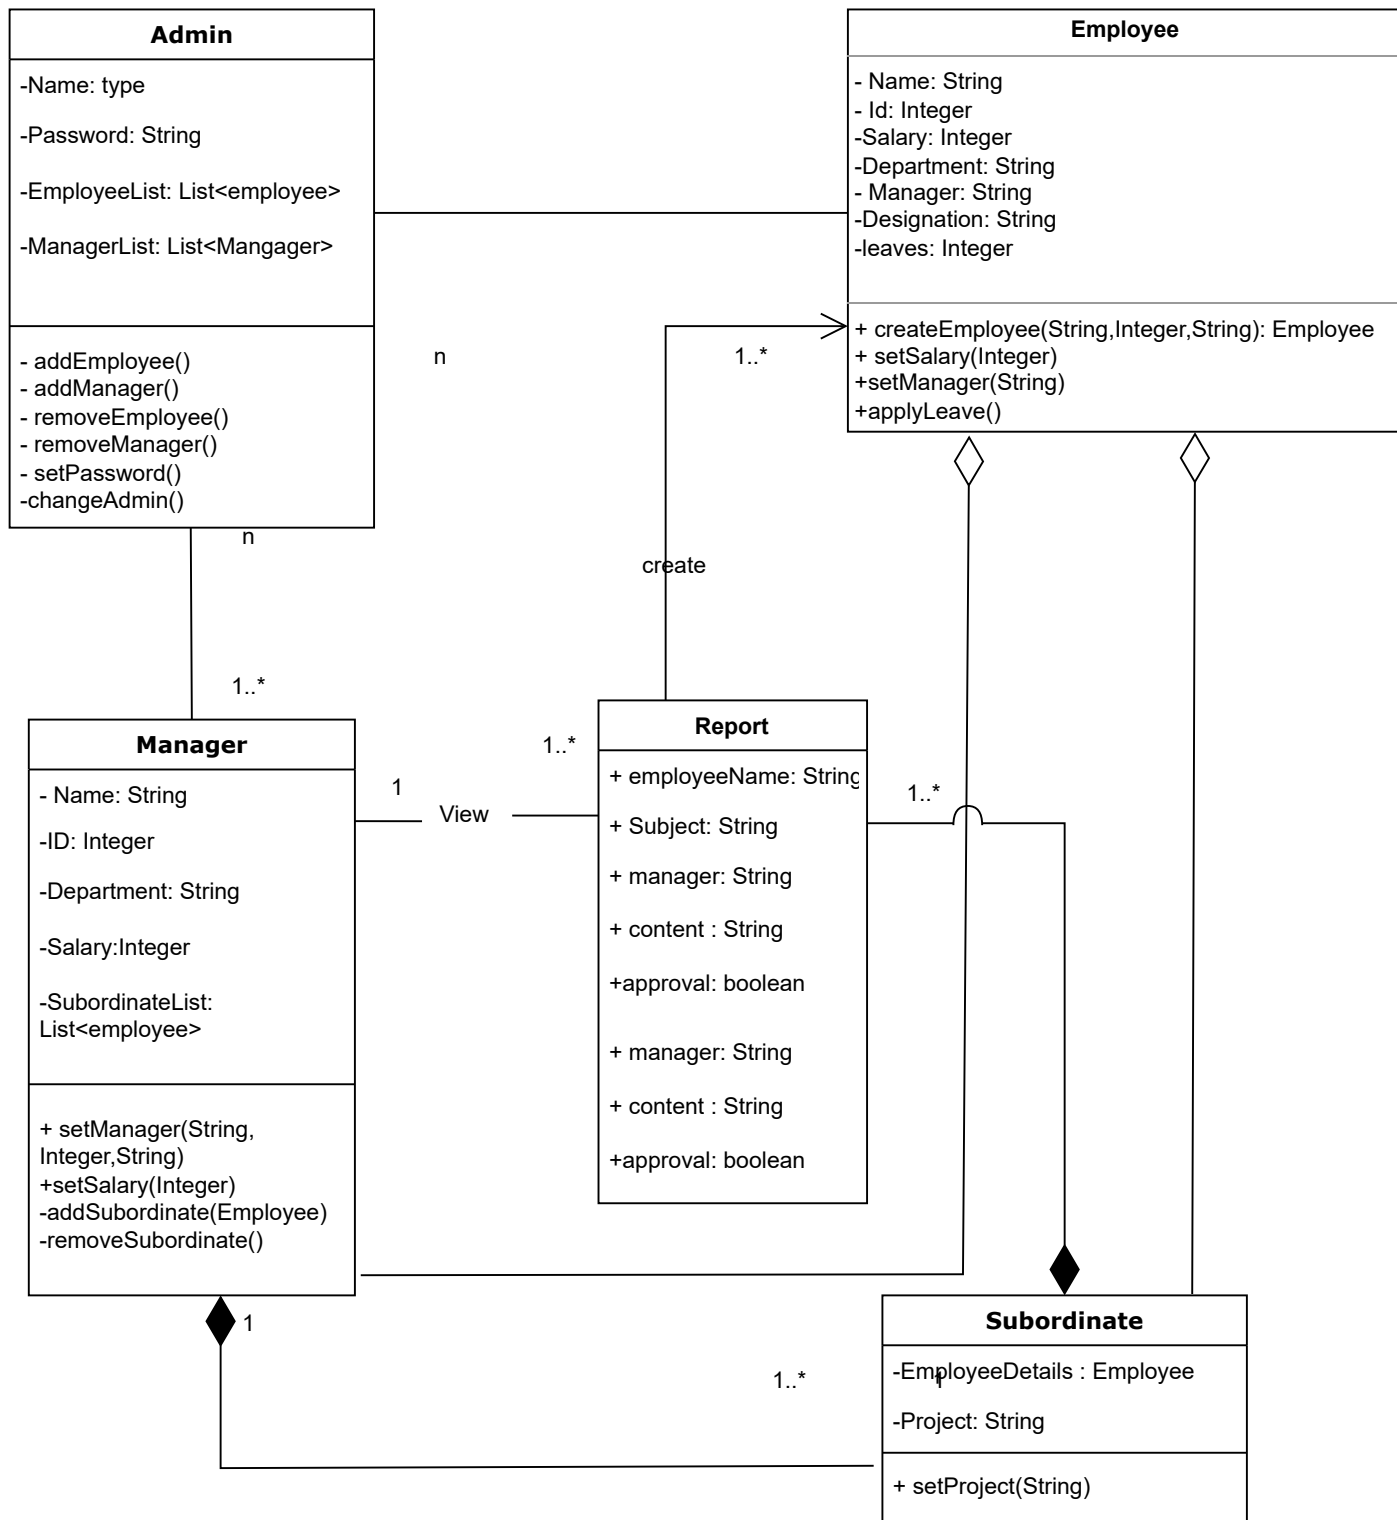 Admin
-Name: type
-Password: String
-EmployeeList: List<employee>
-ManagerList: List<Mangager>
- addEmployee()
- addManager()
- removeEmployee()
- removeManager()
- setPassword()
-changeAdmin()
Employee
- Name: String
- Id: Integer
-Salary: Integer
-Department: String
- Manager: String
-Designation: String
-leaves: Integer
+ createEmployee(String,Integer,String): Employee
+ setSalary(Integer)
+setManager(String)
+applyLeave()
n
1..*
n
create
1..*
Manager
- Name: String
-ID: Integer
-Department: String
-Salary:Integer
-SubordinateList:
List<employee>
+ setManager(String,
Integer,String)
+setSalary(Integer)
-addSubordinate(Employee)
-removeSubordinate()
1
View
1..*
Report
+ employeeName: String
+ Subject: String
+ manager: String
+ content : String
+approval: boolean
+ manager: String
+ content : String
+approval: boolean
1..*
1
1..*
Subordinate
-EmployeeDetails : Employee
1
-Project: String
+ setProject(String)